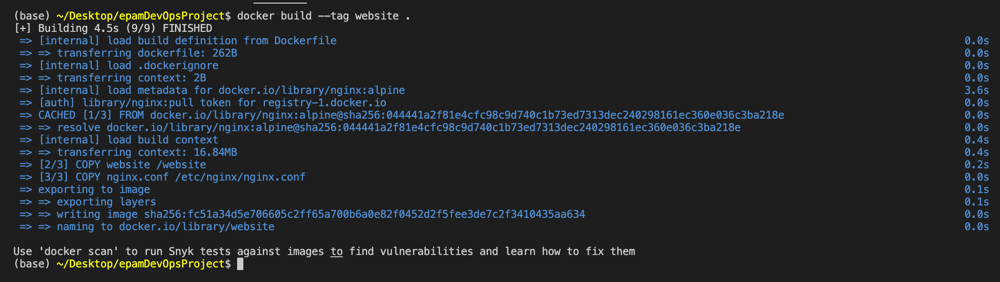 (base) ~/Desktop/epamDevOpsProject$ docker build --tag website .
[+] Building 4.5s (9/9) FINISHED
=> [internal] load build definition from Dockerfile 0.0s
=> => transferring dockerfile: 262B 0.0s
=> [internal] load .dockerignore 0.0s
=> => transferring context: 2B 0.0s
=> [internal] load metadata for docker.io/library/nginx:alpine 3.6s
=> [auth] library/nginx:pull token for registry-1.docker.io 0.0s
=> CACHED [1/3] FROM docker.io/library/nginx:alpine@sha256:044441a2f81e4cfc98c9d740c1b73ed7313dec240298161ec360e036c3ba218e 0.0s
=> => resolve docker.io/library/nginx:alpine@sha256:044441a2f81e4cfc98c9d740c1b73ed7313dec240298161ec360e036c3ba218e 0.0s
=> [internal] load build context 0.4s
=> => transferring context: 16.84MB 0.4s
=> [2/3] COPY website /website 0.2s
=> [3/3] COPY nginx.conf /etc/nginx/nginx.conf 0.0s
=> exporting to image 0.1s
=> => exporting layers 0.1s
=> => writing image sha256:fc51a34d5e706605c2ff65a700b6a0e82f0452d2f5fee3de7c2f3410435aa634 0.0s
=> => naming to docker.io/library/website 0.0s
Use 'docker scan' to run Snyk tests against images to find vulnerabilities and learn how to fix them
(base) ~/Desktop/epamDevOpsProject$